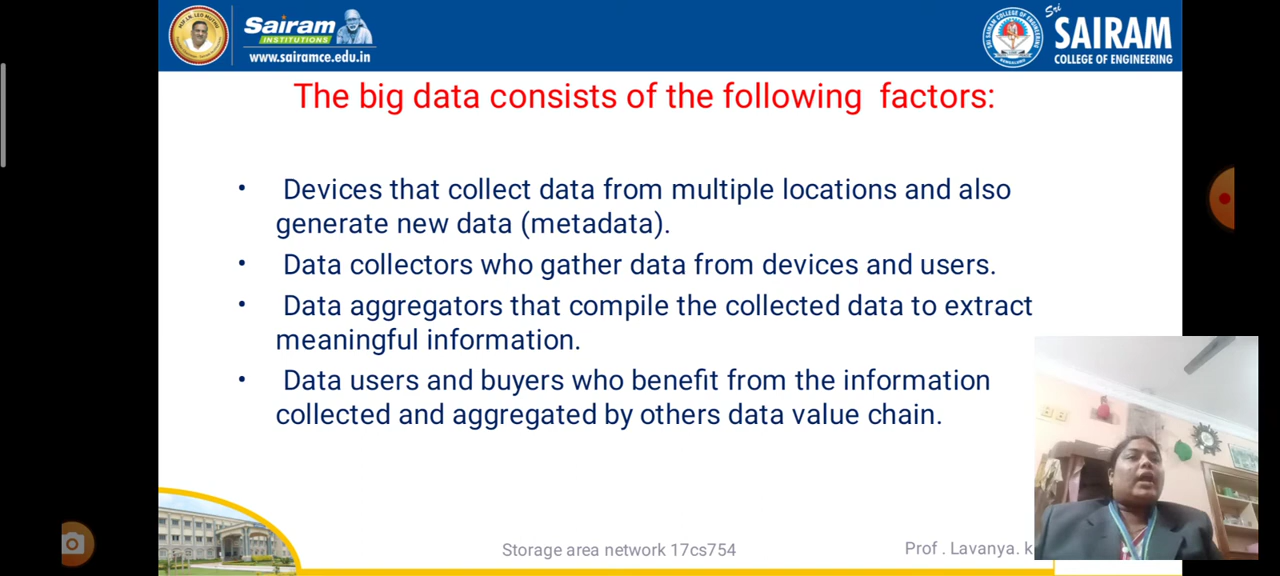 Sairam
INSTITUTIONS
www.sairamce.edu.in
Sri
SAIRAM
COLLEGE OF ENGINEERING
The big data consists of the following factors:
• Devices that collect data from multiple locations and also
generate new data (metadata).
• Data collectors who gather data from devices and users.
• Data aggregators that compile the collected data to extract
meaningful information.
• Data users and buyers who benefit from the information
collected and aggregated by others data value chain.
Storage area network 17cs754
Prof . Lavanya. k